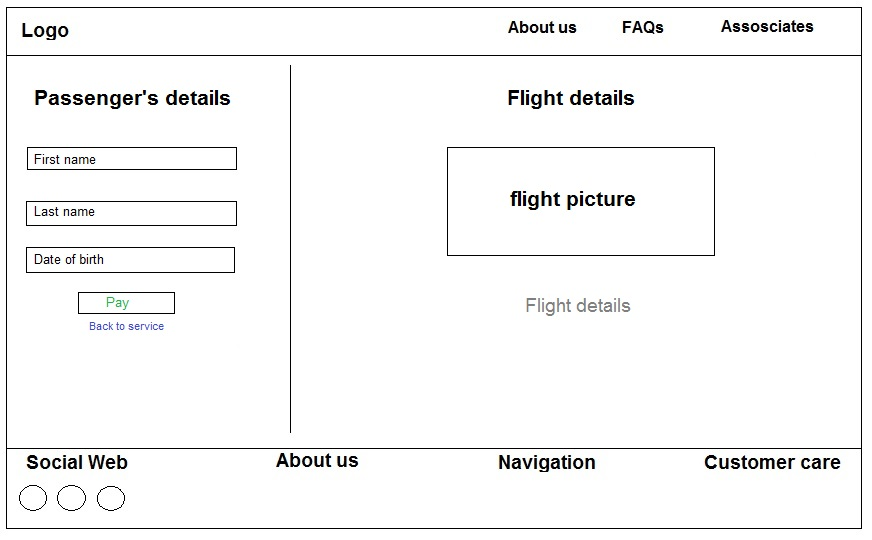 Logo
About us
FAQs
Assosciates
Passenger's details
First name
Last name
Date of birth
Pay
Back to service
Flight details
flight picture
Flight details
Social Web
About us
Navigation
Customer care